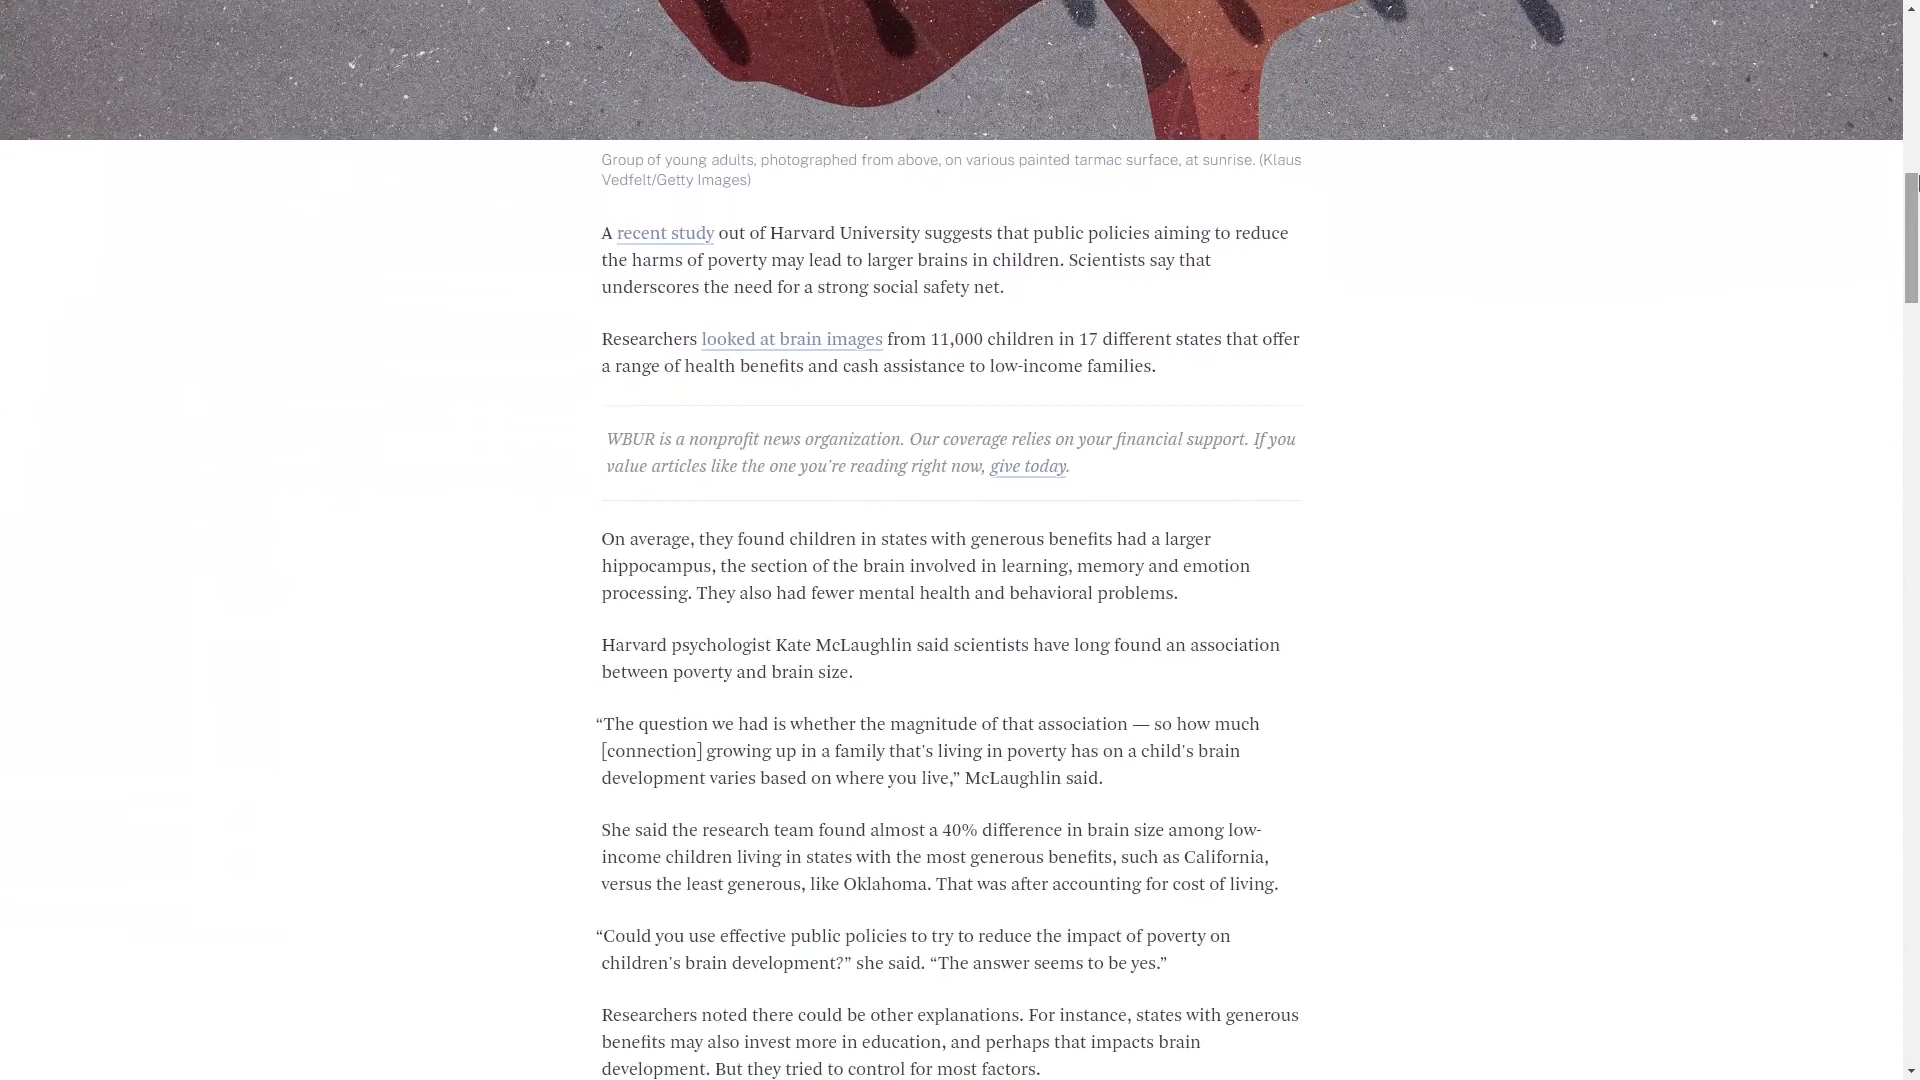 Group of young adults, photographed from above, on various painted tarmac surface, at sunrise. (Klaus
Vedfelt/Getty Images)
A recent study out of Harvard University suggests that public policies aiming to reduce
the harms of poverty may lead to larger brains in children. Scientists say that
underscores the need for a strong social safety net.
Researchers looked at brain images from 11,000 children in 17 different states that offer
a range of health benefits and cash assistance to low-income families.
WBUR is a nonprofit news organization. Our coverage relies on your financial support. If you
value articles like the one you're reading right now, give today.
On average, they found children in states with generous benefits had a larger
hippocampus, the section of the brain involved in learning, memory and emotion
processing. They also had fewer mental health and behavioral problems.
Harvard psychologist Kate McLaughlin said scientists have long found an association
between poverty and brain size.
“The question we had is whether the magnitude of that association — so how much
[connection] growing up in a family that's living in poverty has on a child's brain
development varies based on where you live,” McLaughlin said.
She said the research team found almost a 40% difference in brain size among low-
income children living in states with the most generous benefits, such as California,
versus the least generous, like Oklahoma. That was after accounting for cost of living.
“Could you use effective public policies to try to reduce the impact of poverty on
children's brain development?” she said. “The answer seems to be yes.”
Researchers noted there could be other explanations. For instance, states with generous
benefits may also invest more in education, and perhaps that impacts brain
development. But they tried to control for most factors.